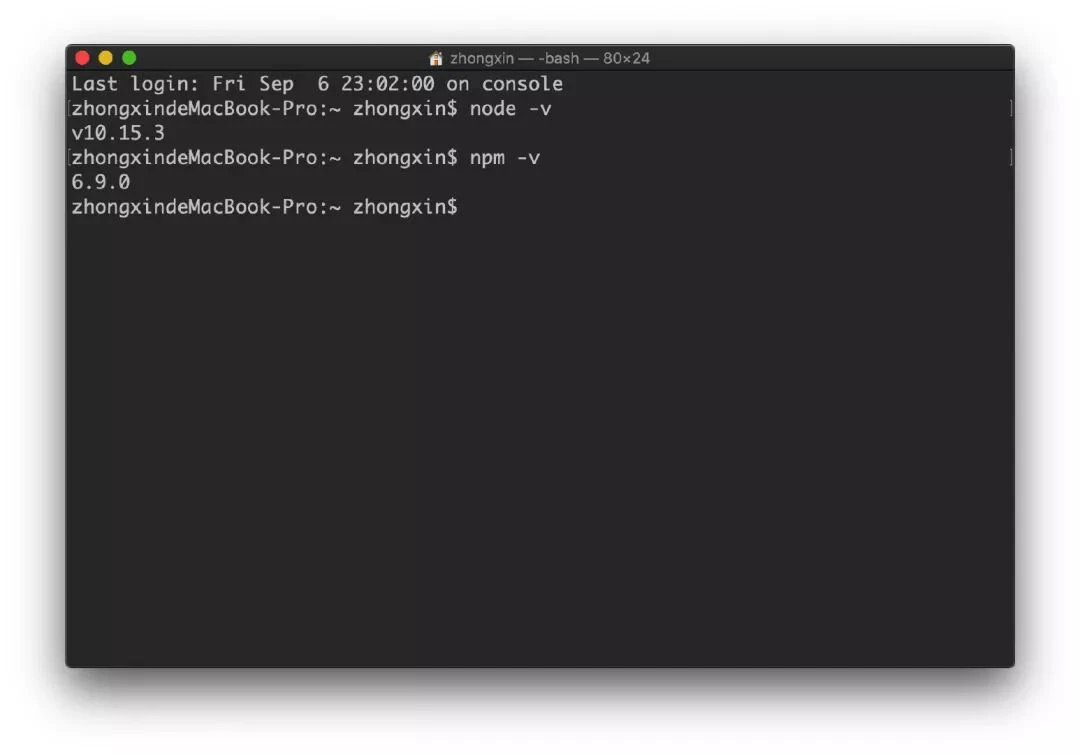 zhongxin — -bash — 80×24
Last login: Fri Sep  6 23:02:00 on console
[zhongxindeMacBook-Pro:~ zhongxin$ node -v ]
v10.15.3
[zhongxindeMacBook-Pro:~ zhongxin$ npm -v ]
6.9.0
zhongxindeMacBook-Pro:~ zhongxin$